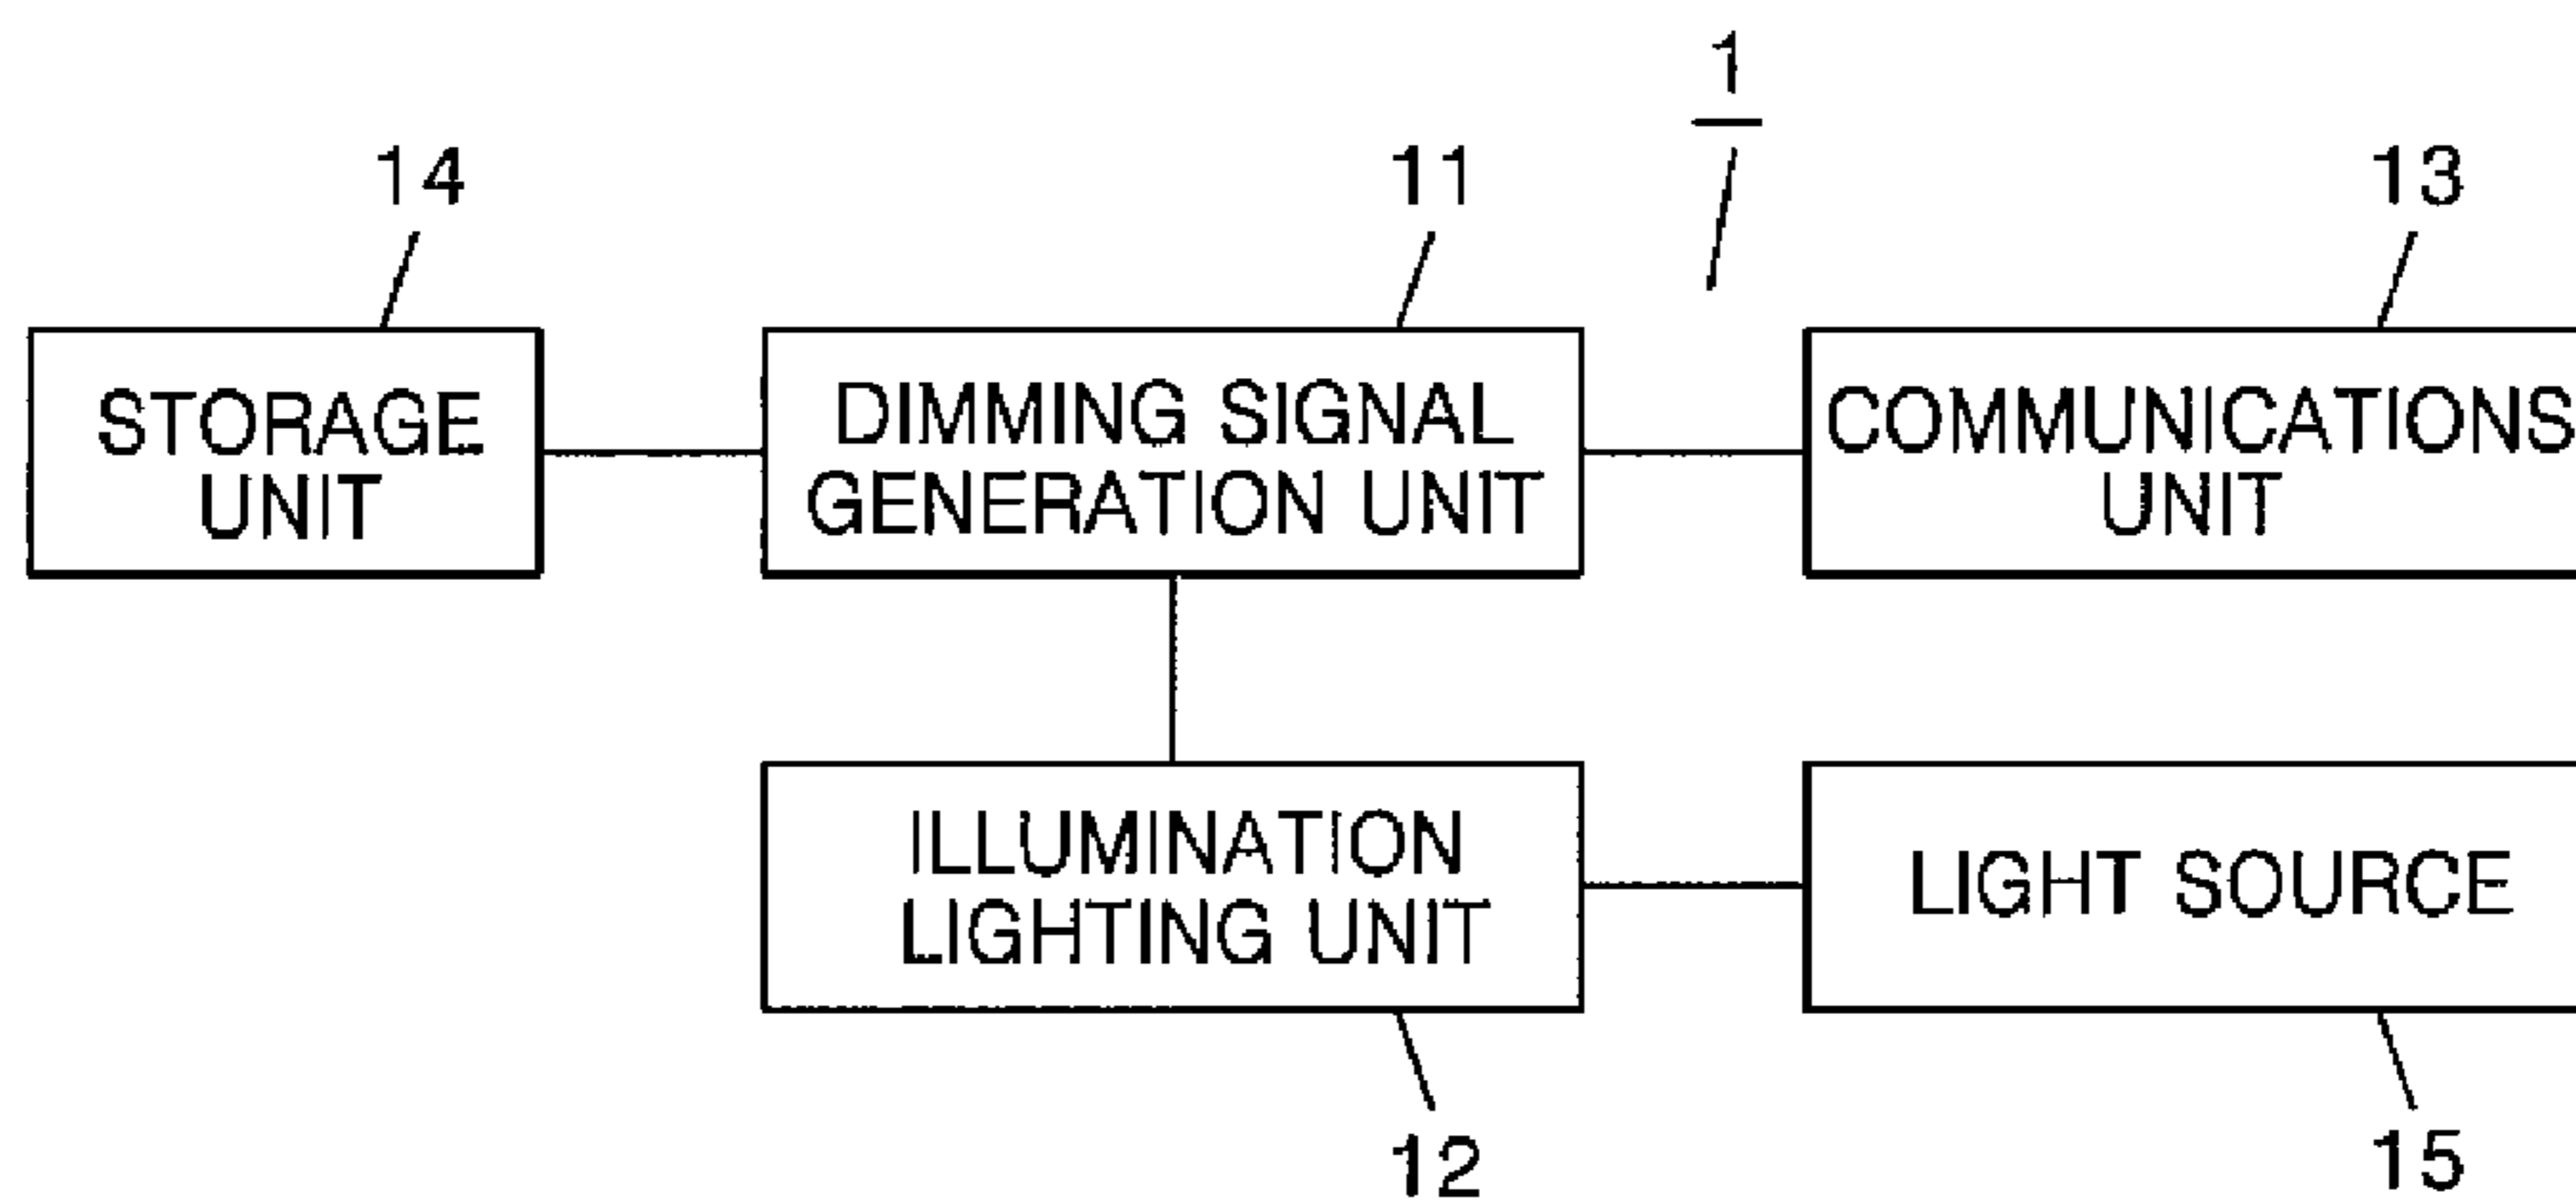 1
14
11
13
STORAGE
UNIT
DIMMING SIGNAL
GENERATION UNIT
COMMUNICATIONS
UNIT
ILLUMINATION
LIGHTING UNIT
LIGHT SOURCE
12
15